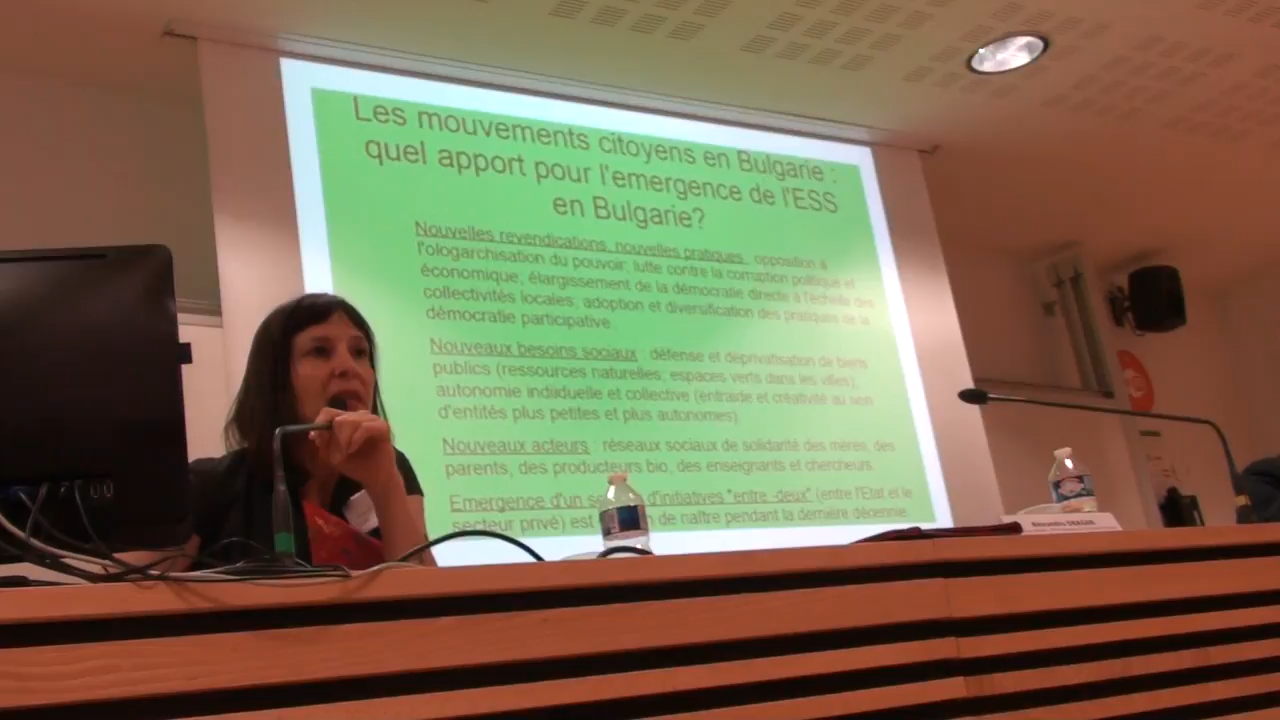 Les mouvements citoyens en Bulgarie :
quel apport pour l'emergence de l'ESS
en Bulgarie?
Nouvelles revendications, nouvelles pratiques : opposition à
l'ologarchisation du pouvoir; lutte contre la corruption politique et
économique; élargissement de la démocratie directe à l'échelle des
collectivités locales; adoption et diversification des pratiques de la
démocratie participative.
Nouveaux besoins sociaux : défense et déprivatisation de biens
publics (ressources naturelles; espaces verts dans les villes);
autonomie indiiduelle et collective (entraide et créativité au sein
d'entités plus petites et plus autonomes)
Nouveaux acteurs : réseaux sociaux de solidarité des mères, des
parents, des producteurs bio, des enseignants et chercheurs.
Emergence d'un d'initiatives "entre -deux" (entre l'Etat et le
secteur privé) est de naître pendant la dernière décennie.